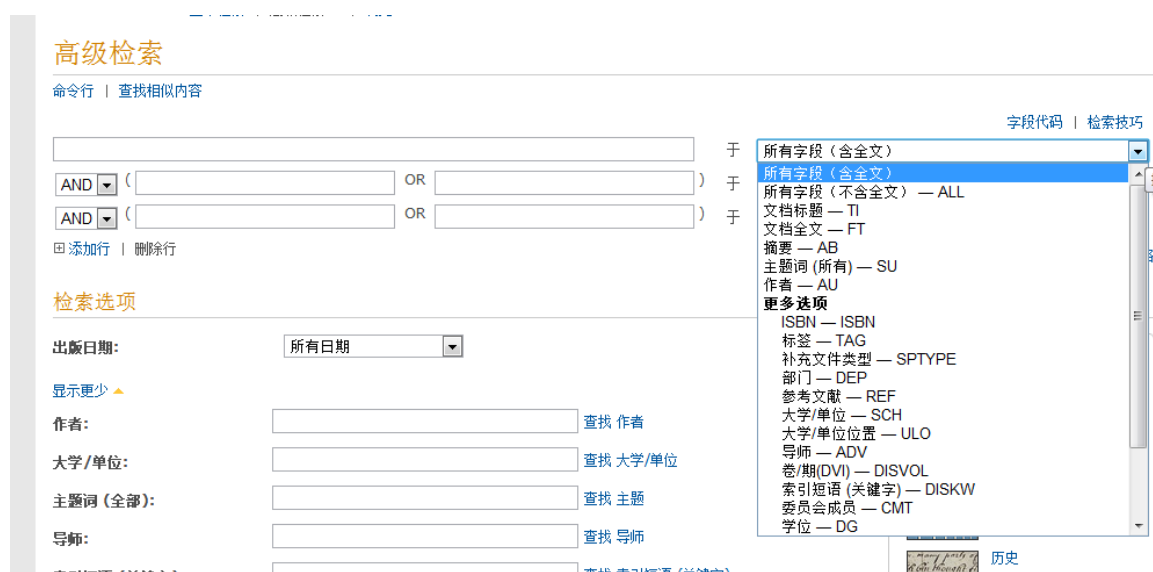 高级检索
命令行 | 查找相似内容
字段代码 | 检索技巧
于 所有字段（含全文）
AND ( OR ) 于
AND ( OR ) 于
添加行 | 删除行
所有字段（含全文）
所有字段（不含全文） — ALL
文档标题 — TI
文档全文 — FT
摘要 — AB
主题词 (所有) — SU
作者 — AU
更多选项
ISBN — ISBN
标签 — TAG
补充文件类型 — SPTYPE
部门 — DEP
参考文献 — REF
大学/单位 — SCH
大学/单位位置 — ULO
导师 — ADV
卷/期(DVI) — DISVOL
索引短语 (关键字) — DISKW
委员会成员 — CMT
学位 — DG
检索选项
出版日期: 所有日期
显示更少
作者: 查找 作者
大学/单位: 查找 大学/单位
主题词 (全部): 查找 主题
导师: 查找 导师
历史